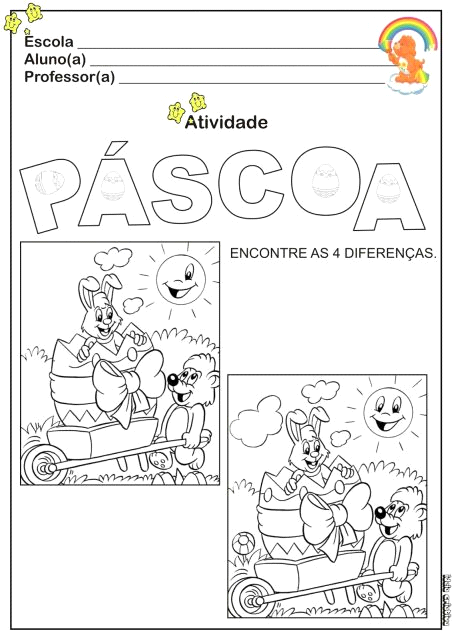 Escola
Aluno(a)
Professor(a)
Atividade
PÁSCOA
ENCONTRE AS 4 DIFERENÇAS.